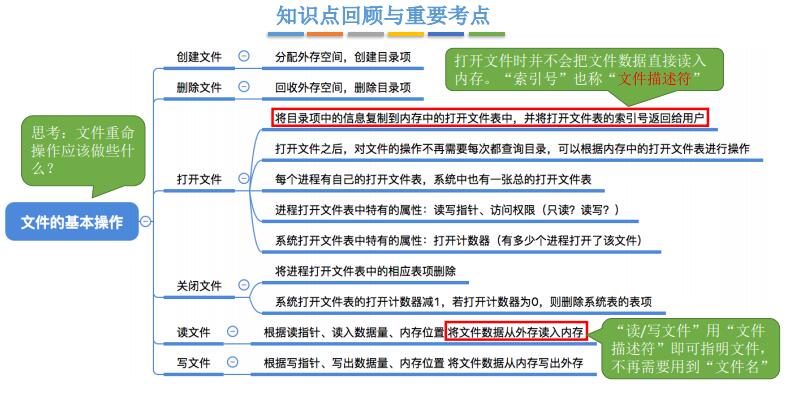 知识点回顾与重要考点
创建文件
分配外存空间，创建目录项
打开文件时并不会把文件数据直接读入
内存。“索引号”也称“文件描述符”
删除文件
回收外存空间，删除目录项
思考：文件重命
操作应该做些什
么？
文件的基本操作
打开文件
将目录项中的信息复制到内存中的打开文件表中，并将打开文件表的索引号返回给用户
打开文件之后，对文件的操作不再需要每次都查询目录，可以根据内存中的打开文件表进行操作
每个进程有自己的打开文件表，系统中也有一张总的打开文件表
进程打开文件表中特有的属性：读写指针、访问权限（只读？读写？）
系统打开文件表中特有的属性：打开计数器（有多少个进程打开了该文件）
关闭文件
将进程打开文件表中的相应表项删除
系统打开文件表的打开计数器减1，若打开计数器为0，则删除系统表的表项
读文件
根据读指针、读入数据量、内存位置 将文件数据从外存读入内存
“读/写文件”用“文件
描述符”即可指明文件，
不再需要用到“文件名”
写文件
根据写指针、写出数据量、内存位置 将文件数据从内存写出外存